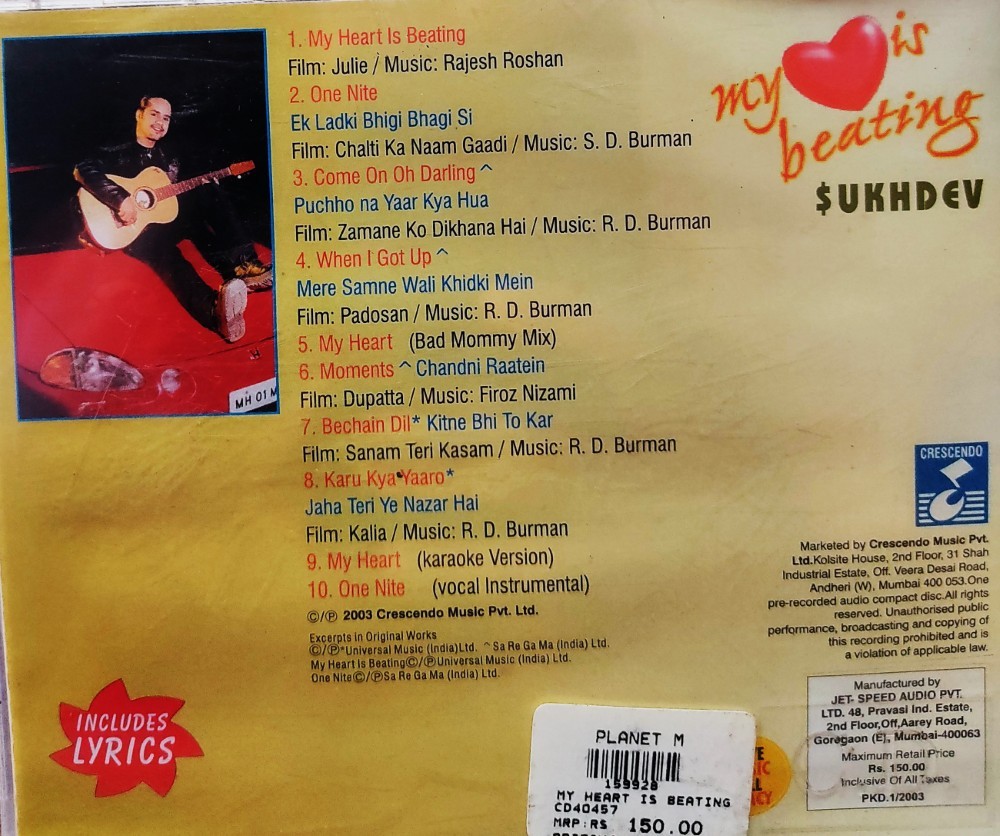 1. My Heart Is Beating
Film: Julie / Music: Rajesh Roshan
2. One Nite
Ek Ladki Bhigi Bhagi Si
Film: Chalti Ka Naam Gaadi / Music: S. D. Burman
3. Come On Oh Darling ^
Puchho na Yaar Kya Hua
Film: Zamane Ko Dikhana Hai / Music: R. D. Burman
4. When I Got Up ^
Mere Samne Wali Khidki Mein
Film: Padosan / Music: R. D. Burman
5. My Heart (Bad Mommy Mix)
6. Moments ^ Chandni Raatein
Film: Dupatta / Music: Firoz Nizami
7. Bechain Dil* Kitne Bhi To Kar
Film: Sanam Teri Kasam / Music: R. D. Burman
8. Karu Kya Yaaro*
Jaha Teri Ye Nazar Hai
Film: Kalia / Music: R. D. Burman
9. My Heart (karaoke Version)
10. One Nite (vocal Instrumental)
©/℗ 2003 Crescendo Music Pvt. Ltd.
Excerpts in Original Works
©/℗*Universal Music (India)Ltd. ^Sa Re Ga Ma (India) Ltd.
My Heart Is Beating©/℗Universal Music (India) Ltd.
One Nite©/℗Sa Re Ga Ma (India) Ltd.
my is
beating
$UKHDEV
MH 01 M
CRESCENDO
Marketed by Crescendo Music Pvt.
Ltd.Kolsite House, 2nd Floor, 31 Shah
Industrial Estate, Off. Veera Desai Road,
Andheri (W), Mumbai 400 053.One
pre-recorded audio compact disc.All rights
reserved. Unauthorised public
performance, broadcasting and copying of
this recording prohibited and is
a violation of applicable law.
Manufactured by
JET- SPEED AUDIO PVT.
LTD. 48, Pravasi Ind. Estate,
2nd Floor,Off,Aarey Road,
Goregaon (E), Mumbai-400063
Maximum Retail Price
Rs. 150.00
Inclusive Of All Taxes
PKD.1/2003
INCLUDES
LYRICS
PLANET M
159928
MY HEART IS BEATING
CD40457
MRP:RS 150.00